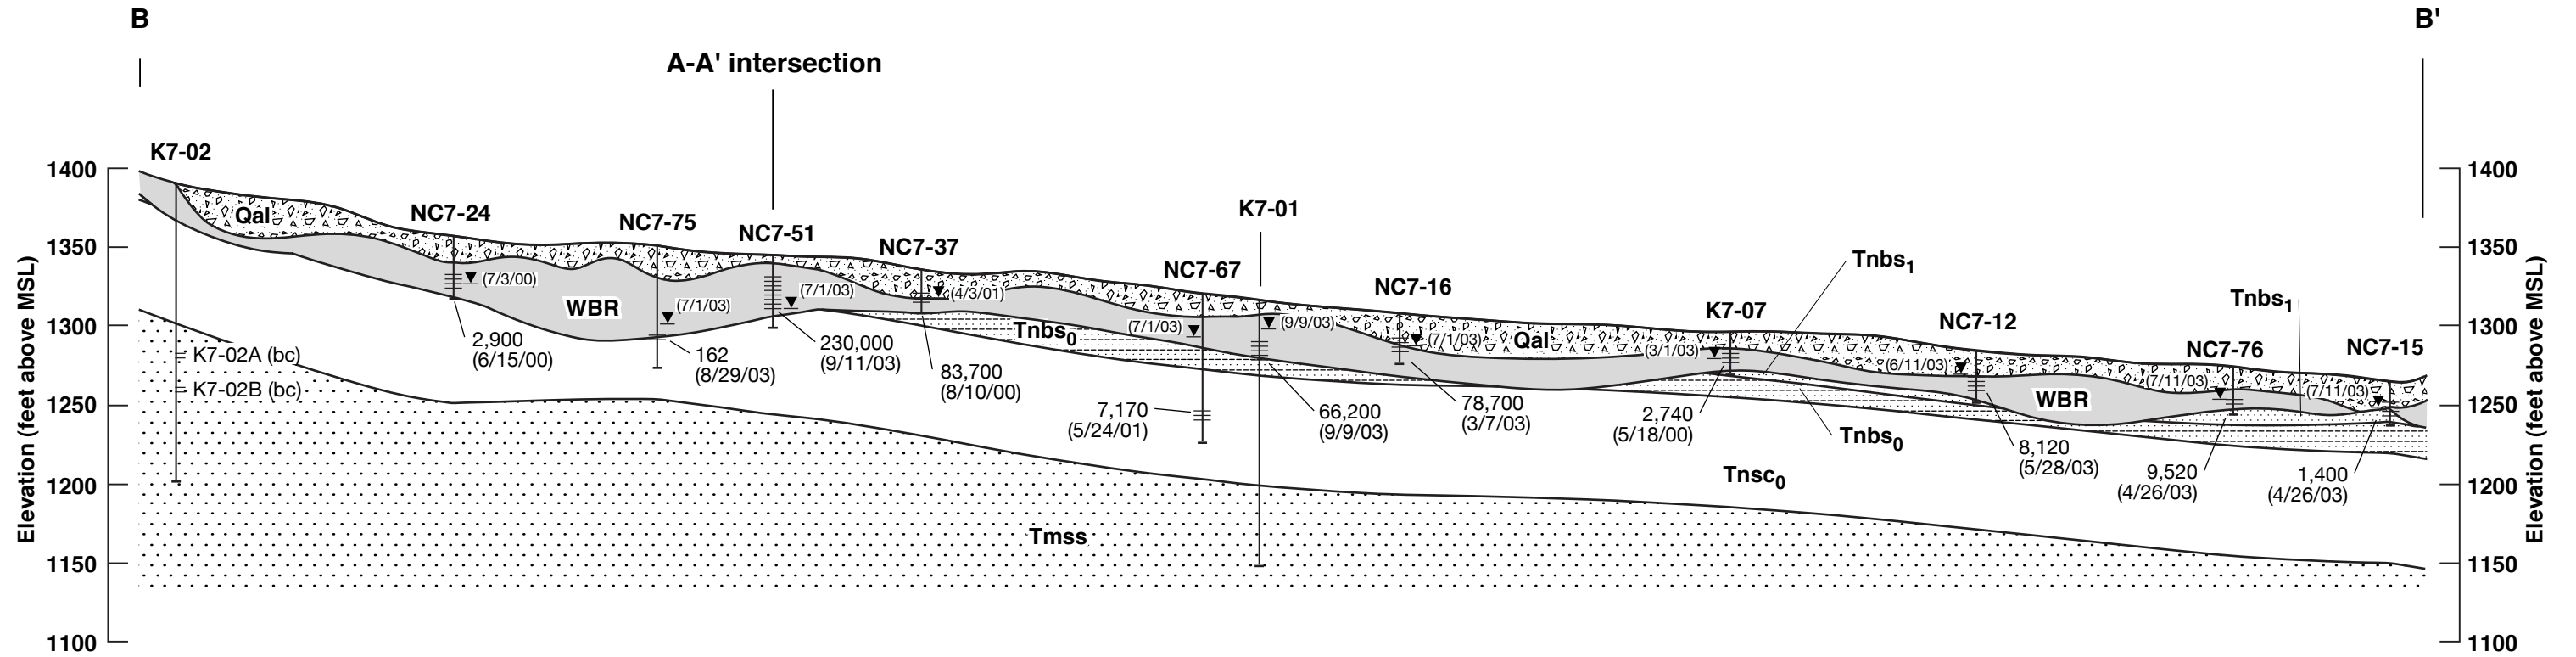 B
B'
A-A' intersection
K7-02
NC7-24
NC7-75
NC7-51
NC7-37
NC7-67
K7-01
NC7-16
K7-07
NC7-12
NC7-76
NC7-15
Tnbs1
Tnbs1
Elevation (feet above MSL)
1400
1350
1300
1250
1200
1150
1100
Qal
WBR
(7/3/00)
2,900
(6/15/00)
(7/1/03)
162
(8/29/03)
(7/1/03)
230,000
(9/11/03)
(4/3/01)
83,700
(8/10/00)
Tnbs0
(7/1/03)
7,170
(5/24/01)
(9/9/03)
66,200
(9/9/03)
(7/1/03)
78,700
(3/7/03)
Qal
(3/1/03)
2,740
(5/18/00)
Tnbs0
(6/11/03)
8,120
(5/28/03)
WBR
(7/11/03)
9,520
(4/26/03)
(7/11/03)
1,400
(4/26/03)
K7-02A (bc)
K7-02B (bc)
Tnsc0
Tmss
1400
1350
1300
1250
1200
1150
1100
Elevation (feet above MSL)